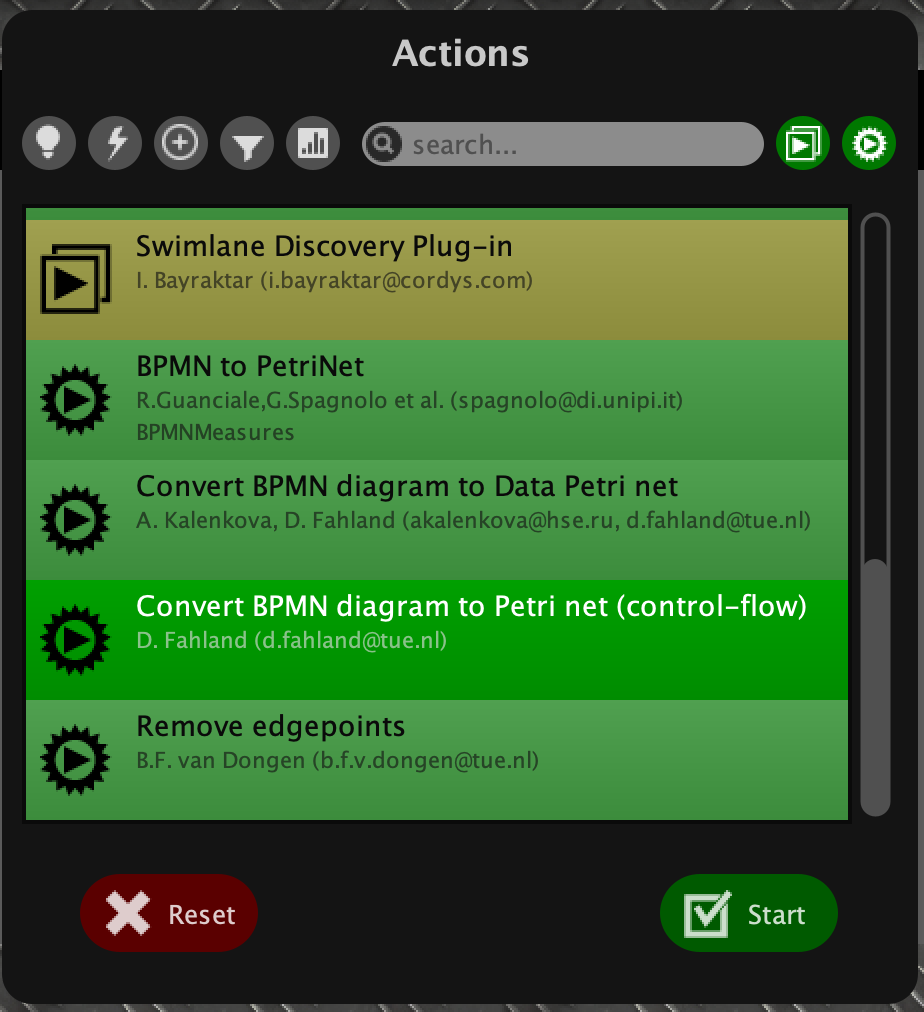 Actions
search...
Swimlane Discovery Plug-in
I. Bayraktar (i.bayraktar@cordys.com)
BPMN to PetriNet
R.Guanciale,G.Spagnolo et al. (spagnolo@di.unipi.it)
BPMNMeasures
Convert BPMN diagram to Data Petri net
A. Kalenkova, D. Fahland (akalenkova@hse.ru, d.fahland@tue.nl)
Convert BPMN diagram to Petri net (control-flow)
D. Fahland (d.fahland@tue.nl)
Remove edgepoints
B.F. van Dongen (b.f.v.dongen@tue.nl)
Reset
Start